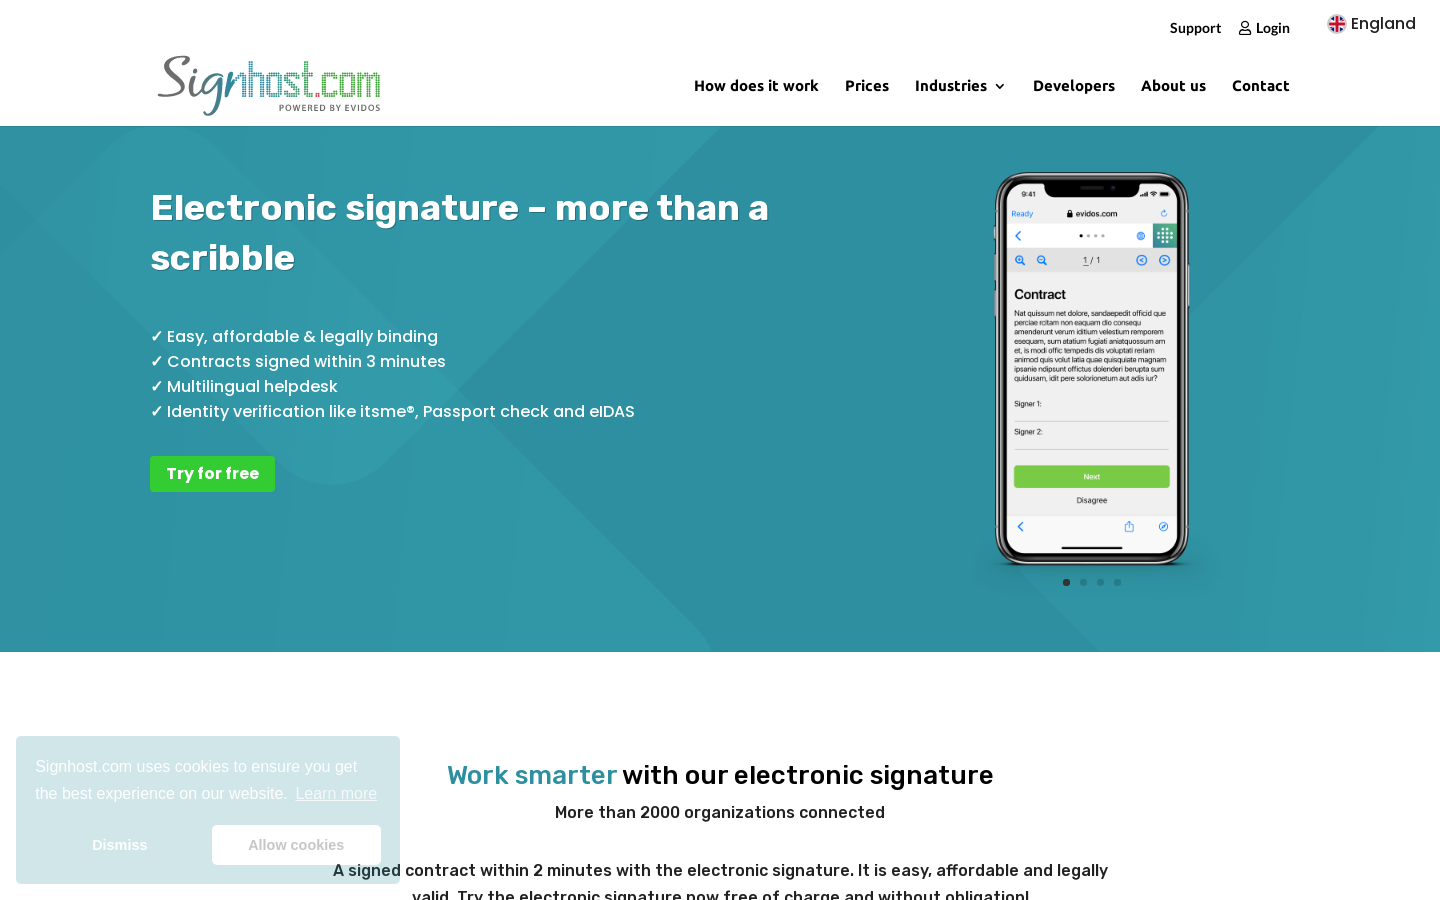 Support
Login
England
Signhost.com
POWERED BY EVIDOS
How does it work
Prices
Industries
Developers
About us
Contact
Electronic signature – more than a
scribble
✓ Easy, affordable & legally binding
✓ Contracts signed within 3 minutes
✓ Multilingual helpdesk
✓ Identity verification like itsme®, Passport check and eIDAS
Try for free
9:41
Ready
evidos.com
1 / 1
Contract
Nat quissum net dolore, sandaepedit officid que
perciae rcitam non eaquam dio consequ
amenderunt verum iditium velestium remporem
esequam, sum atatium fugiati aniatquossum am
et, is modi offic tempedis dis voluptati reriam
animod quis volut latia quae quisquiate magnam
ipsanie ndipsunt offictus dolenderi berupta sum
quidusam, idit pere solorionetum aut adis iur?
Signer 1:
Signer 2:
Next
Disagree
Work smarter with our electronic signature
More than 2000 organizations connected
A signed contract within 2 minutes with the electronic signature. It is easy, affordable and legally
valid. Try the electronic signature now free of charge and without obligation!
Signhost.com uses cookies to ensure you get
the best experience on our website. Learn more
Dismiss
Allow cookies